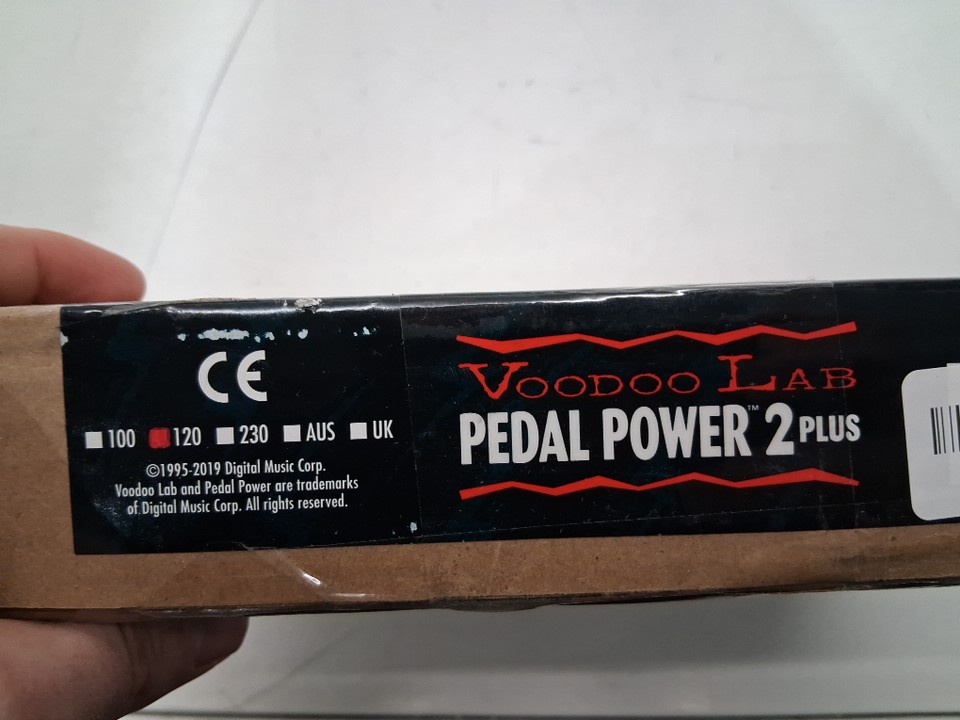 CE
100 120 230 AUS UK
©1995-2019 Digital Music Corp.
Voodoo Lab and Pedal Power are trademarks
of Digital Music Corp. All rights reserved.
VOODOO LAB
PEDAL POWER™ 2 PLUS